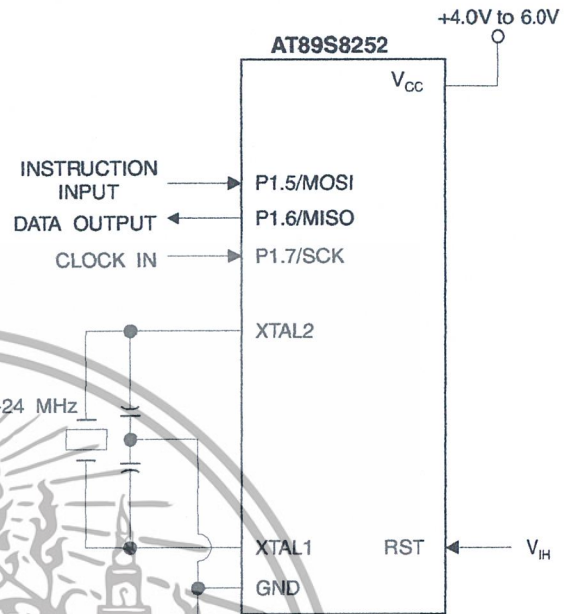 +4.0V to 6.0V
AT89S8252
VCC
INSTRUCTION
INPUT
P1.5/MOSI
DATA OUTPUT
P1.6/MISO
CLOCK IN
P1.7/SCK
XTAL2
-24 MHz
XTAL1
RST
VIH
GND